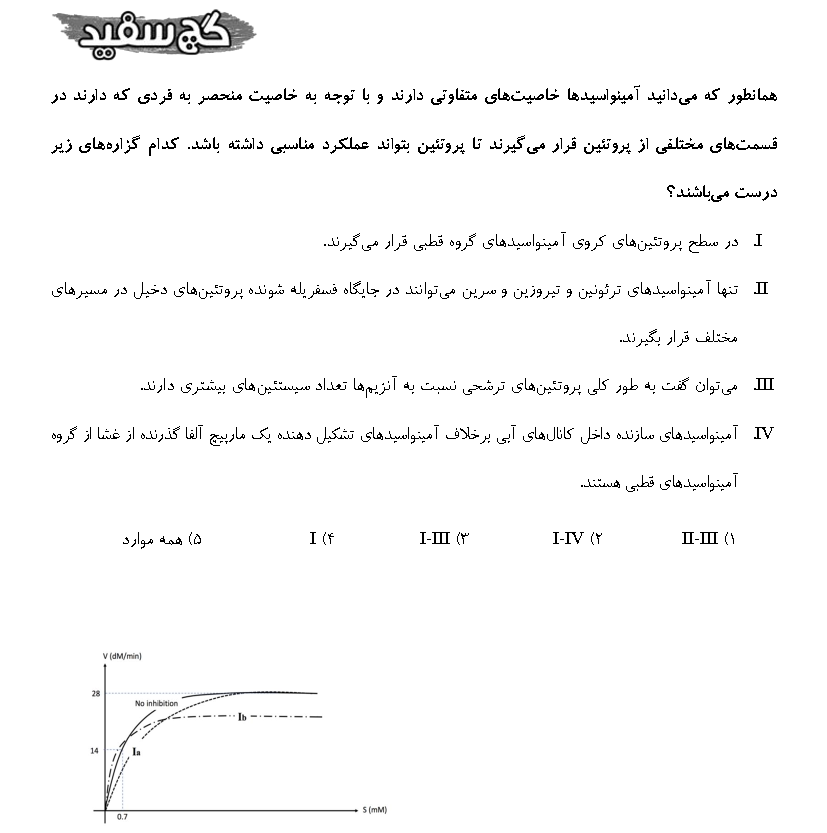 گچ سفید
همانطور که می‌دانید آمینواسیدها خاصیت‌های متفاوتی دارند و با توجه به خاصیت منحصر به فردی که دارند در
قسمت‌های مختلفی از پروتئین قرار می‌گیرند تا پروتئین بتواند عملکرد مناسبی داشته باشد. کدام گزاره‌های زیر
درست می‌باشند؟
I. در سطح پروتئین‌های کروی آمینواسیدهای گروه قطبی قرار می‌گیرند.
II. تنها آمینواسیدهای ترئونین و تیروزین و سرین می‌توانند در جایگاه فسفریله شونده پروتئین‌های دخیل در مسیرهای
مختلف قرار بگیرند.
III. می‌توان گفت به طور کلی پروتئین‌های ترشحی نسبت به آنزیم‌ها تعداد سیستئین‌های بیشتری دارند.
IV. آمینواسیدهای سازنده داخل کانال‌های آبی برخلاف آمینواسیدهای تشکیل دهنده یک مارپیچ آلفا گذرنده از غشا از گروه
آمینواسیدهای قطبی هستند.
۱) II-III ۲) I-IV ۳) I-III ۴) I ۵) همه موارد
V (dM/min)
28
No inhibition
Ib
14
Ia
S (mM)
0.7